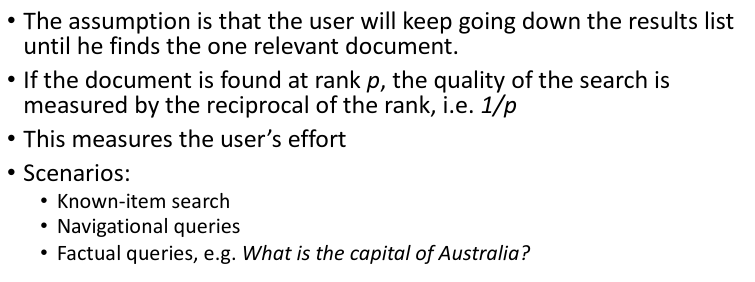 • The assumption is that the user will keep going down the results list
until he finds the one relevant document.
• If the document is found at rank p, the quality of the search is
measured by the reciprocal of the rank, i.e. 1/p
• This measures the user’s effort
• Scenarios:
• Known-item search
• Navigational queries
• Factual queries, e.g. What is the capital of Australia?